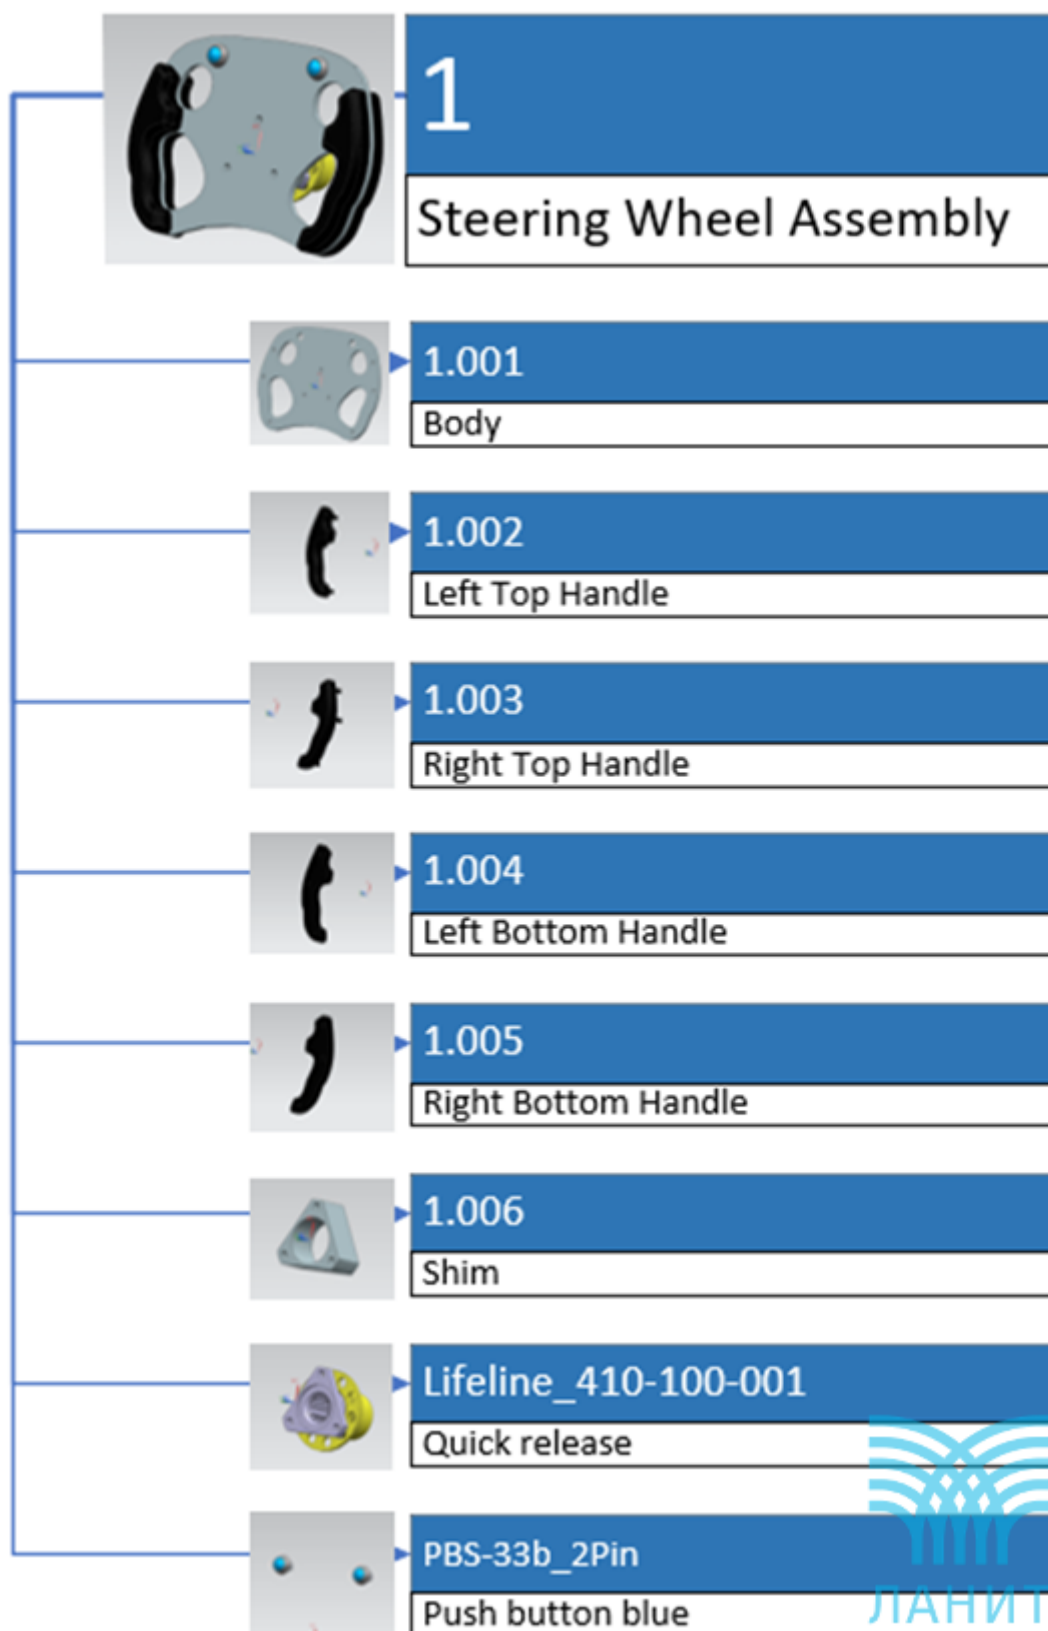 1
Steering Wheel Assembly
1.001
Body
1.002
Left Top Handle
1.003
Right Top Handle
1.004
Left Bottom Handle
1.005
Right Bottom Handle
1.006
Shim
Lifeline_410-100-001
Quick release
PBS-33b_2Pin
Push button blue
ЛАНИТ